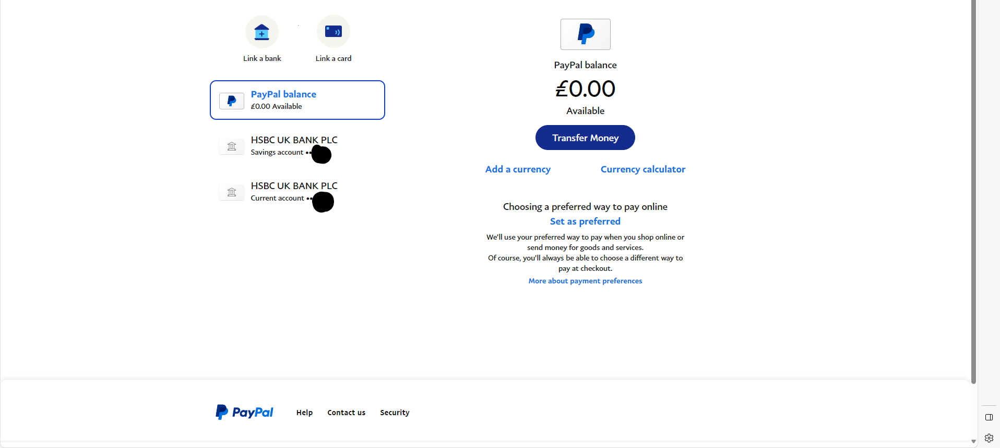 Link a bank
Link a card
PayPal balance
£0.00 Available
HSBC UK BANK PLC
Savings account ••
HSBC UK BANK PLC
Current account ••
PayPal balance
£0.00
Available
Transfer Money
Add a currency
Currency calculator
Choosing a preferred way to pay online
Set as preferred
We'll use your preferred way to pay when you shop online or
send money for goods and services.
Of course, you'll always be able to choose a different way to
pay at checkout.
More about payment preferences
PayPal
Help
Contact us
Security